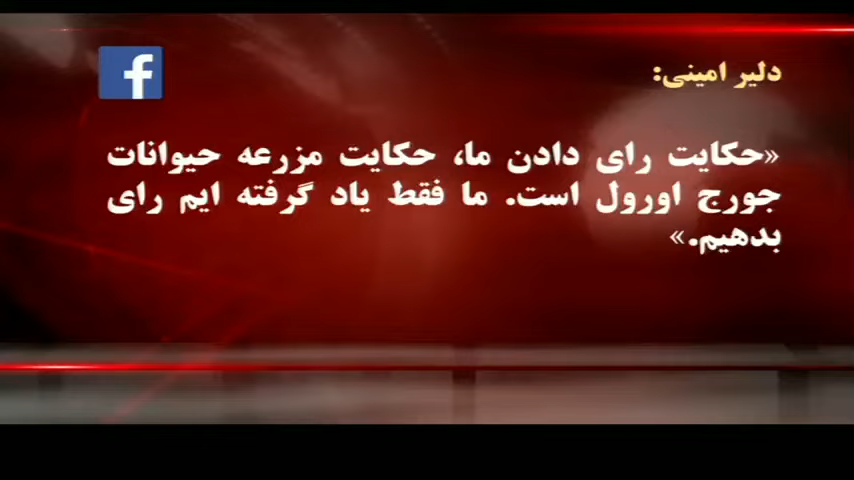 دلیر امینی:
«حکایت رای دادن ما، حکایت مزرعه حیوانات
جورج اورول است. ما فقط یاد گرفته ایم رای
بدهیم.»